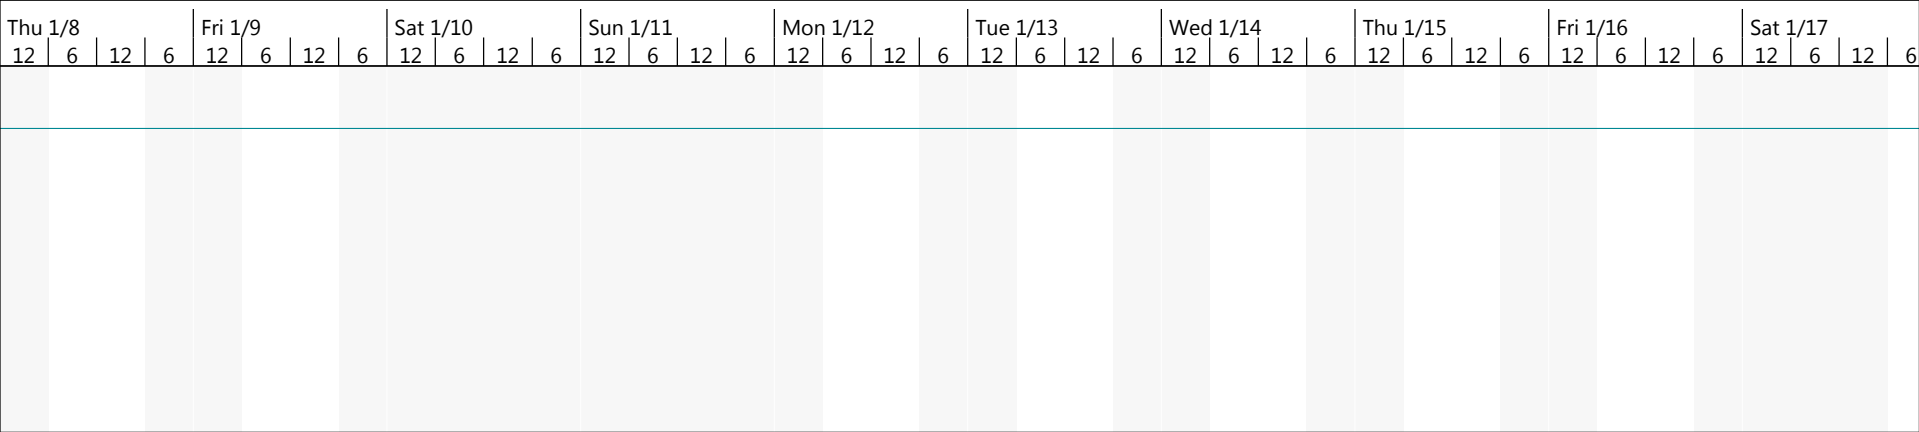 Thu 1/8 Fri 1/9 Sat 1/10 Sun 1/11 Mon 1/12 Tue 1/13 Wed 1/14 Thu 1/15 Fri 1/16 Sat 1/17
12 6 12 6 12 6 12 6 12 6 12 6 12 6 12 6 12 6 12 6 12 6 12 6 12 6 12 6 12 6 12 6 12 6 12 6 12 6 12 6